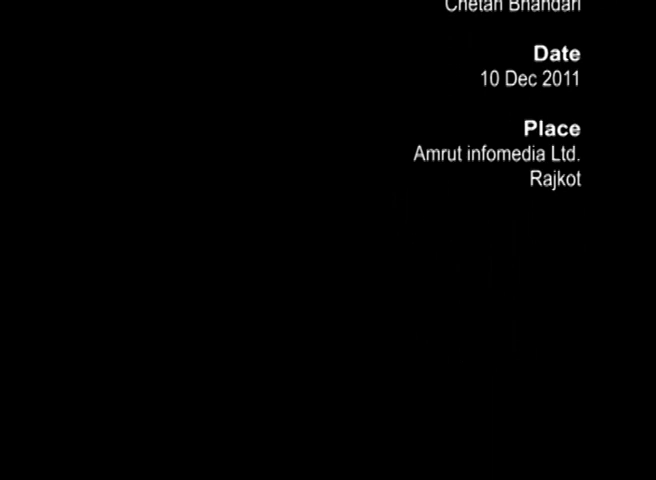 Chetan Bhandari
Date
10 Dec 2011
Place
Amrut infomedia Ltd.
Rajkot